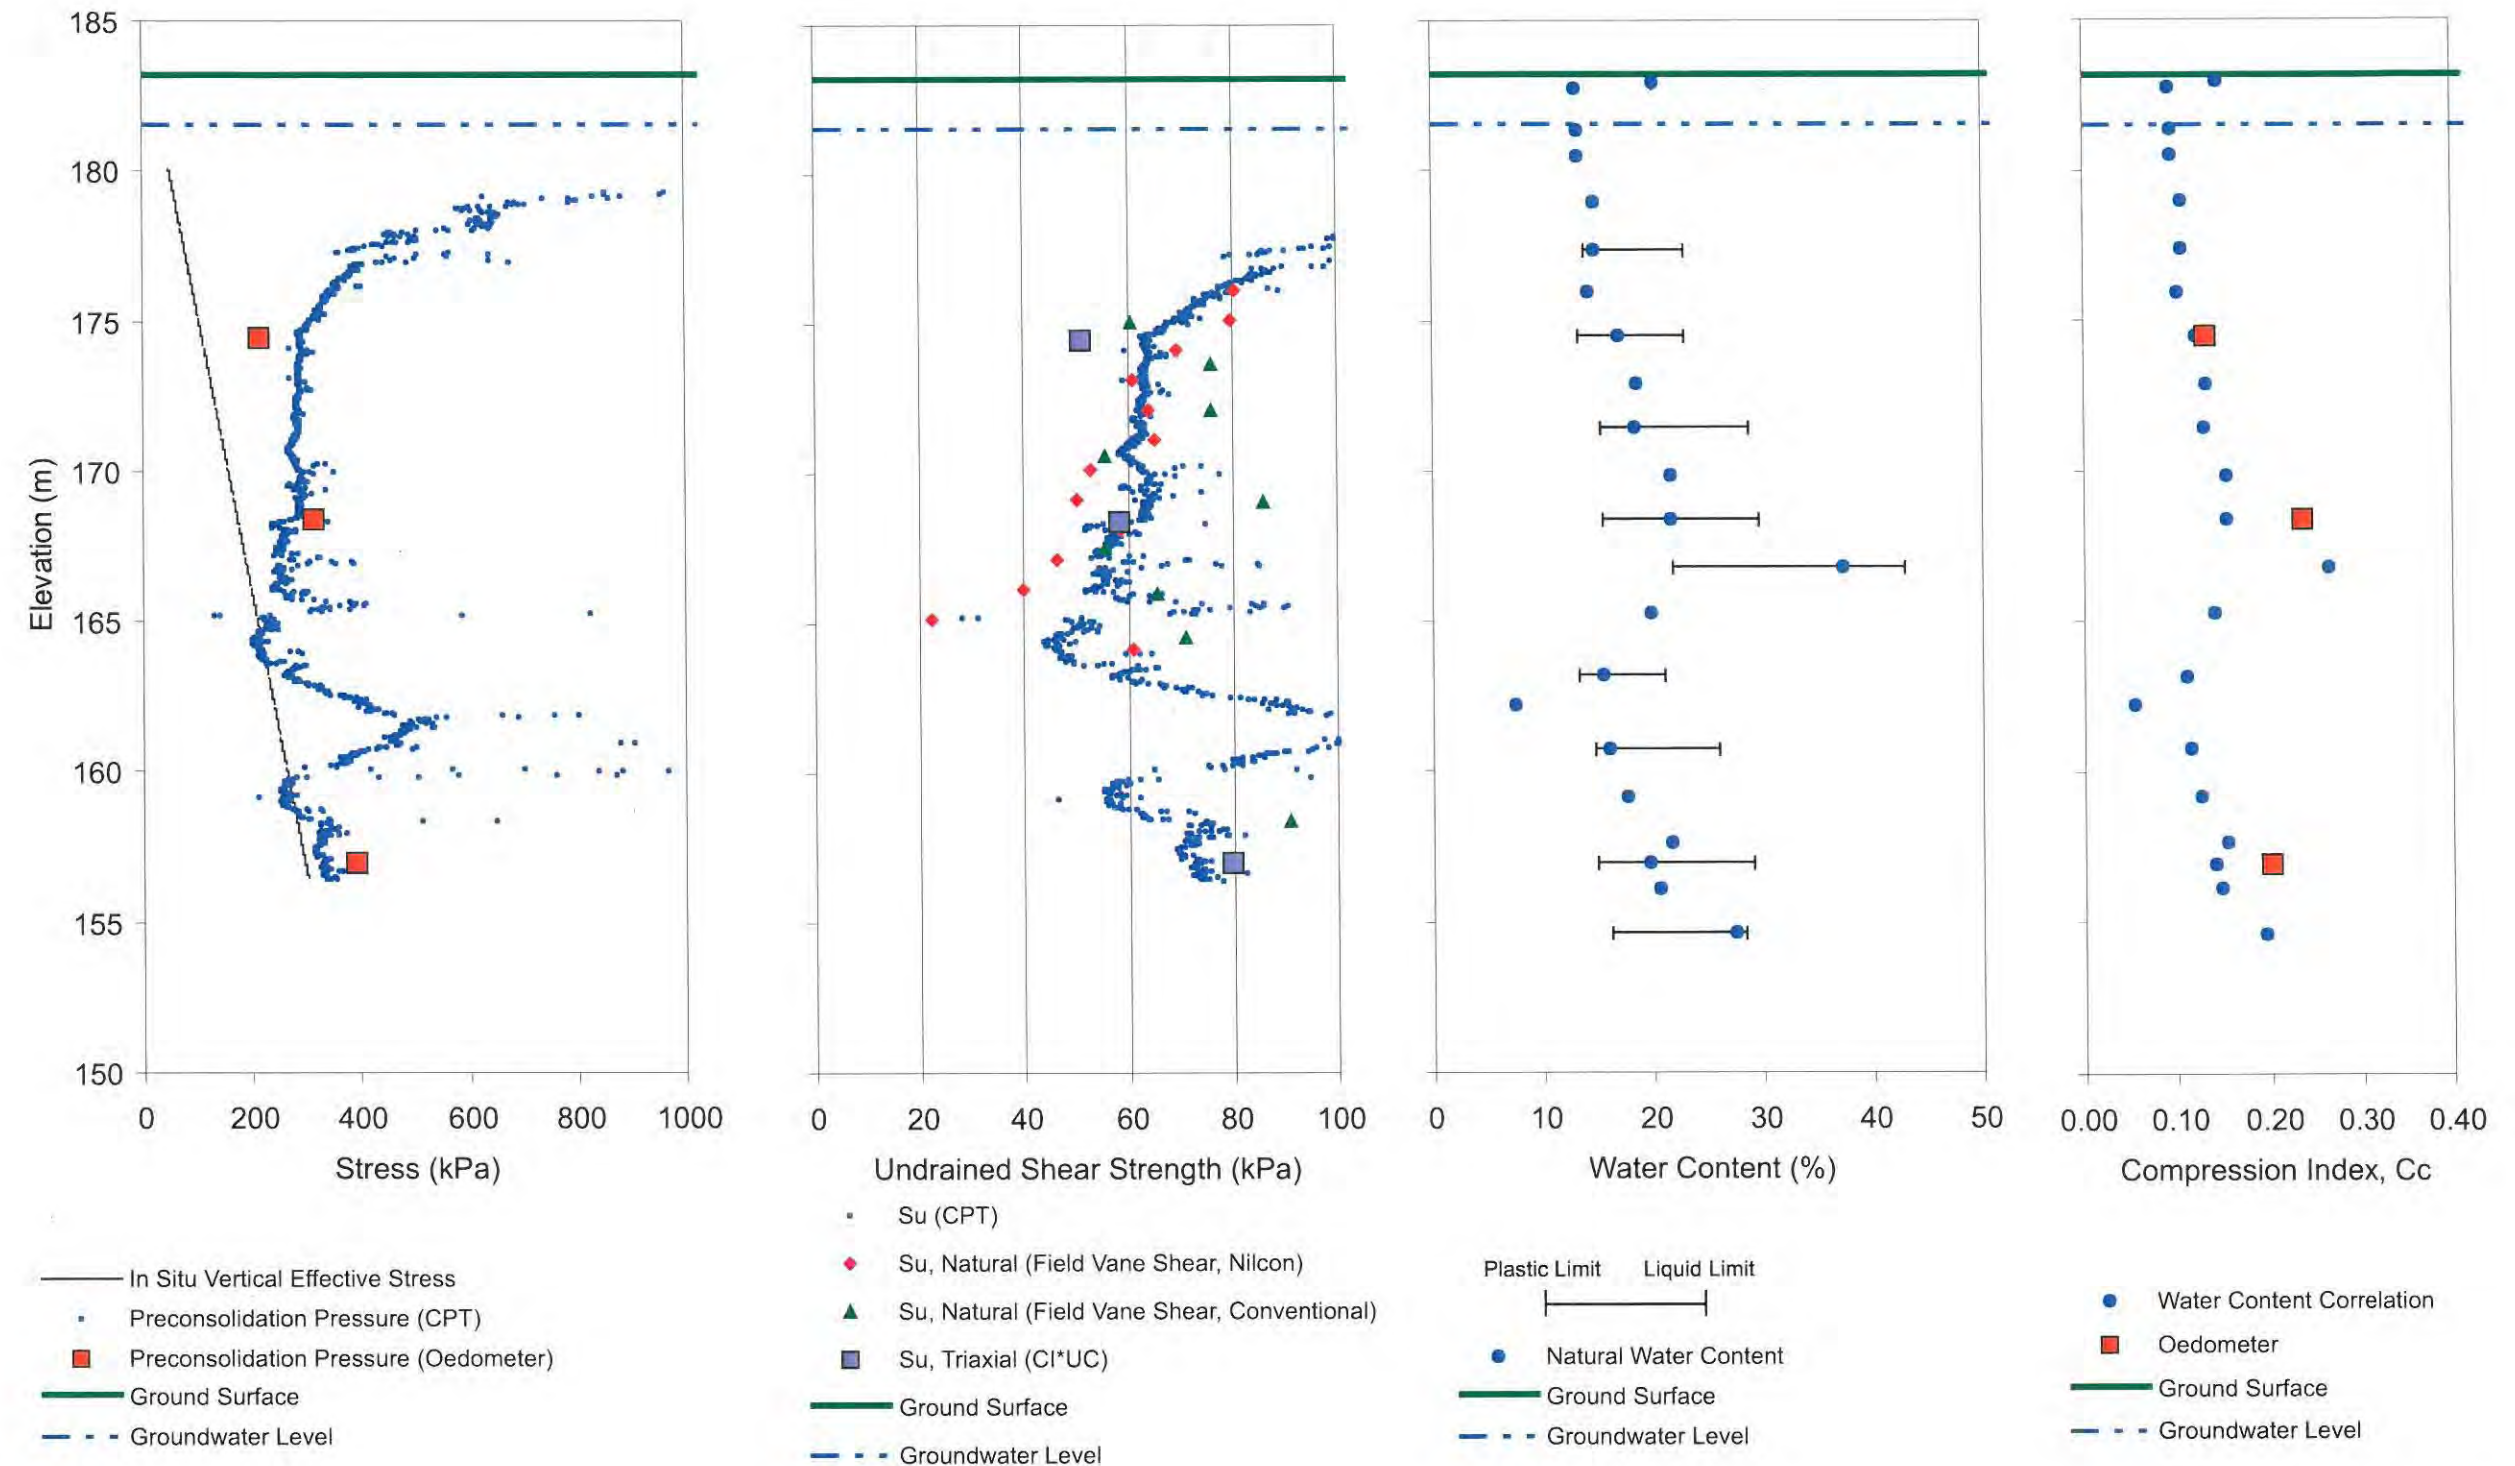 185
180
175
170
165
160
155
150
Elevation (m)
0 200 400 600 800 1000
Stress (kPa)
In Situ Vertical Effective Stress
Preconsolidation Pressure (CPT)
Preconsolidation Pressure (Oedometer)
Ground Surface
Groundwater Level
0 20 40 60 80 100
Undrained Shear Strength (kPa)
Su (CPT)
Su, Natural (Field Vane Shear, Nilcon)
Su, Natural (Field Vane Shear, Conventional)
Su, Triaxial (CI*UC)
Ground Surface
Groundwater Level
0 10 20 30 40 50
Water Content (%)
Plastic Limit Liquid Limit
Natural Water Content
Ground Surface
Groundwater Level
0.00 0.10 0.20 0.30 0.40
Compression Index, Cc
Water Content Correlation
Oedometer
Ground Surface
Groundwater Level